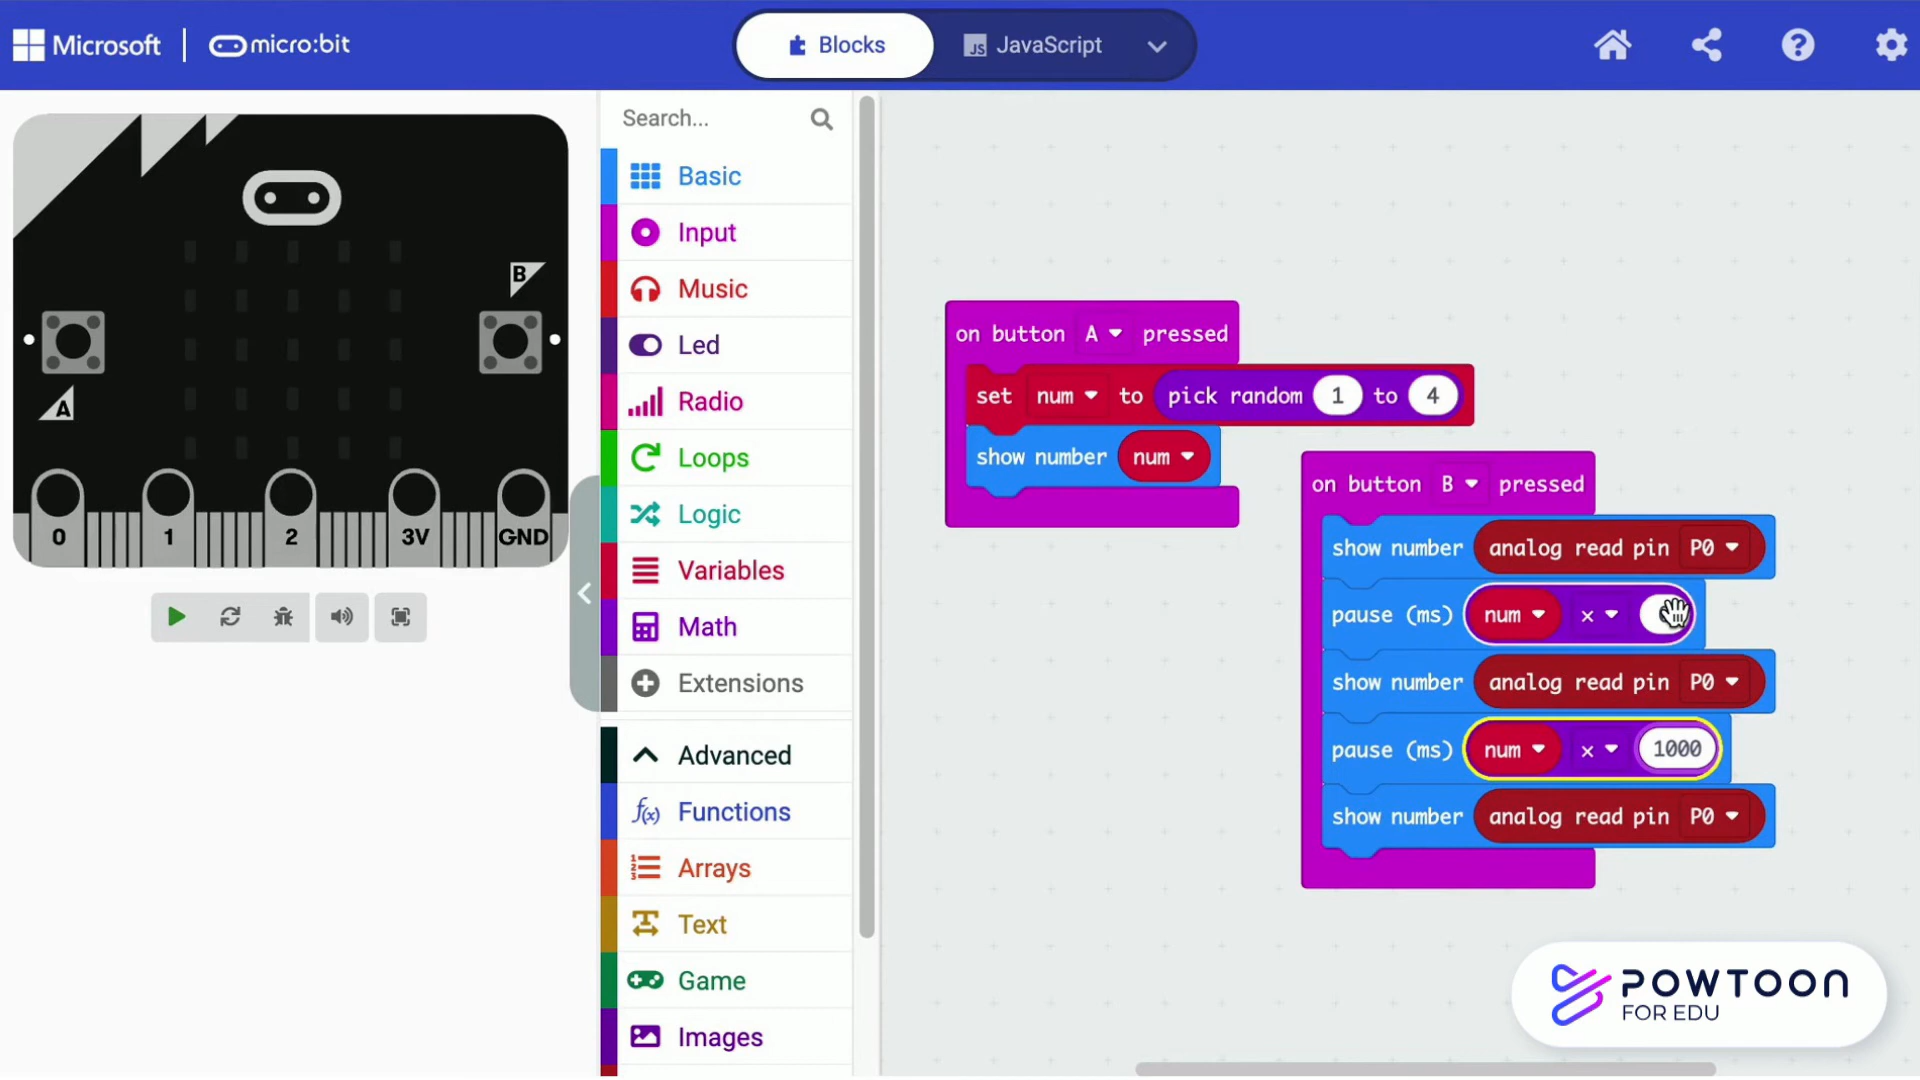 Microsoft
micro:bit
Blocks
JS JavaScript
B
A
0 1 2 3V GND
Search...
Basic
Input
Music
Led
Radio
Loops
Logic
Variables
Math
Extensions
Advanced
f(x) Functions
Arrays
Text
Game
Images
on button A pressed
set num to pick random 1 to 4
show number num
on button B pressed
show number analog read pin P0
pause (ms) num ×
show number analog read pin P0
pause (ms) num × 1000
show number analog read pin P0
POWTOON
FOR EDU